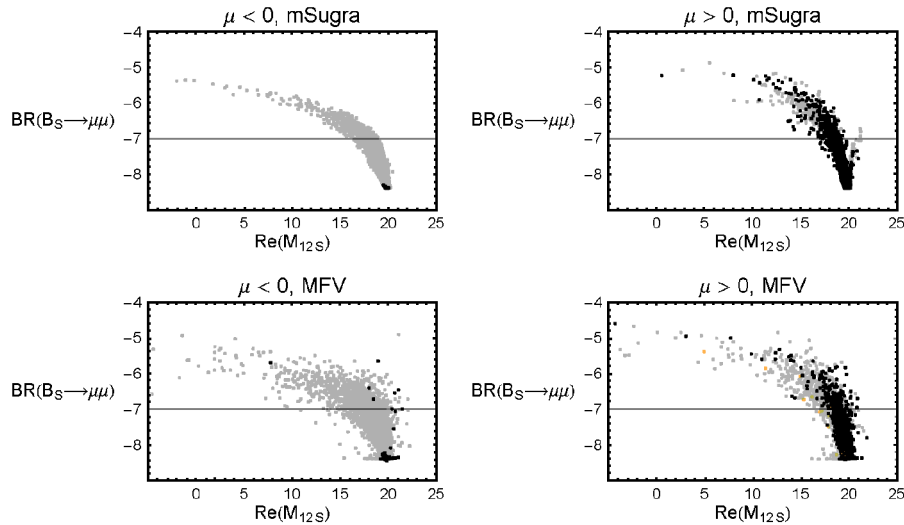 μ < 0, mSugra
-4
-5
-6
-7
-8
BR(B_S⟶μμ)
0 5 10 15 20 25
Re(M_12S)
μ > 0, mSugra
-4
-5
-6
-7
-8
BR(B_S⟶μμ)
0 5 10 15 20 25
Re(M_12S)
μ < 0, MFV
-4
-5
-6
-7
-8
BR(B_S⟶μμ)
0 5 10 15 20 25
Re(M_12S)
μ > 0, MFV
-4
-5
-6
-7
-8
BR(B_S⟶μμ)
0 5 10 15 20 25
Re(M_12S)